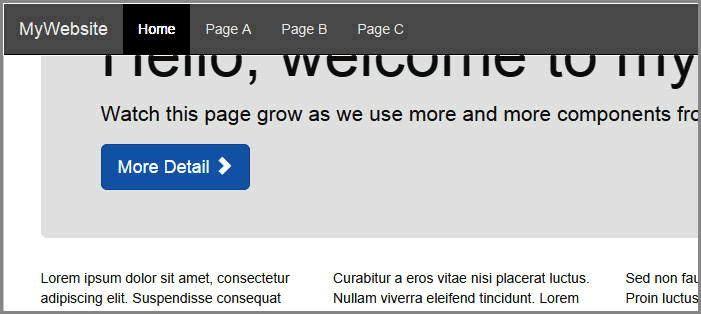 MyWebsite Home Page A Page B Page C
Hello, welcome to my
Watch this page grow as we use more and more components
More Detail
Lorem ipsum dolor sit amet, consectetur
adipiscing elit. Suspendisse consequat
Curabitur a eros vitae nisi placerat luctus.
Nullam viverra eleifend tincidunt. Lorem
Sed non
Proin luctus